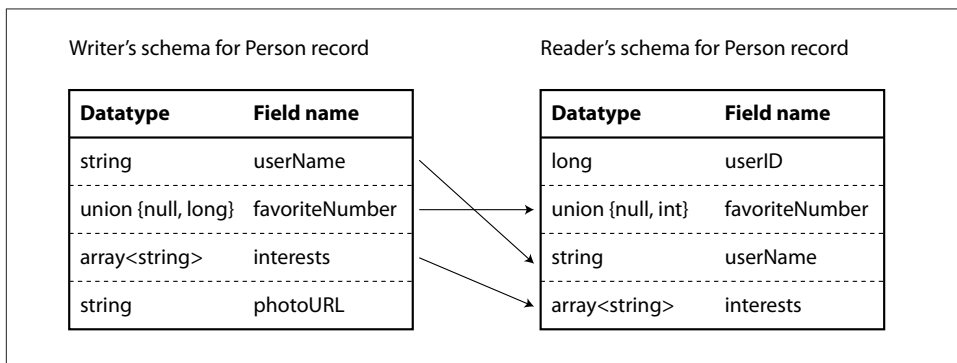 Writer’s schema for Person record
Datatype Field name
string userName
union {null, long} favoriteNumber
array<string> interests
string photoURL
Reader’s schema for Person record
Datatype Field name
long userID
union {null, int} favoriteNumber
string userName
array<string> interests